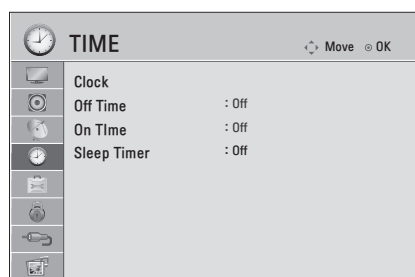 TIME
Move OK
Clock
Off Time : Off
On TIme : Off
Sleep Timer : Off